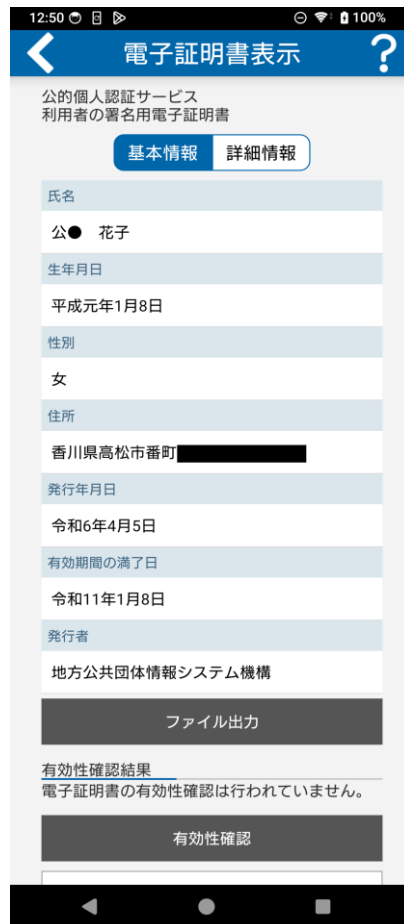 12:50 100%
電子証明書表示 ?
公的個人認証サービス
利用者の署名用電子証明書
基本情報 詳細情報
氏名
公● 花子
生年月日
平成元年1月8日
性別
女
住所
香川県高松市番町
発行年月日
令和6年4月5日
有効期間の満了日
令和11年1月8日
発行者
地方公共団体情報システム機構
ファイル出力
有効性確認結果
電子証明書の有効性確認は行われていません。
有効性確認